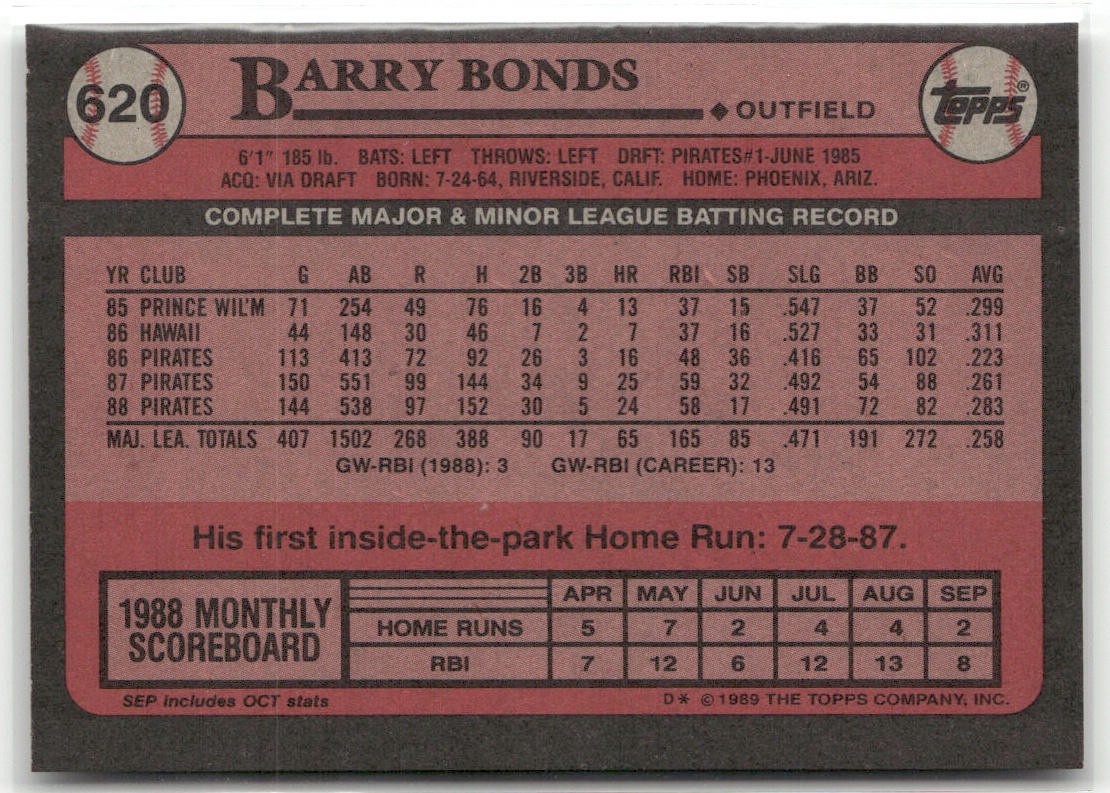 620
BARRY BONDS
◆ OUTFIELD
TOPPS®
6'1" 185 lb. BATS: LEFT THROWS: LEFT DRFT: PIRATES#1-JUNE 1985
ACQ: VIA DRAFT BORN: 7-24-64, RIVERSIDE, CALIF. HOME: PHOENIX, ARIZ.
COMPLETE MAJOR & MINOR LEAGUE BATTING RECORD
YR CLUB G AB R H 2B 3B HR RBI SB SLG BB SO AVG
85 PRINCE WIL'M 71 254 49 76 16 4 13 37 15 .547 37 52 .299
86 HAWAII 44 148 30 46 7 2 7 37 16 .527 33 31 .311
86 PIRATES 113 413 72 92 26 3 16 48 36 .416 65 102 .223
87 PIRATES 150 551 99 144 34 9 25 59 32 .492 54 88 .261
88 PIRATES 144 538 97 152 30 5 24 58 17 .491 72 82 .283
MAJ. LEA. TOTALS 407 1502 268 388 90 17 65 165 85 .471 191 272 .258
GW-RBI (1988): 3 GW-RBI (CAREER): 13
His first inside-the-park Home Run: 7-28-87.
1988 MONTHLY
SCOREBOARD
APR MAY JUN JUL AUG SEP
HOME RUNS 5 7 2 4 4 2
RBI 7 12 6 12 13 8
SEP includes OCT stats
D* ©1989 THE TOPPS COMPANY, INC.